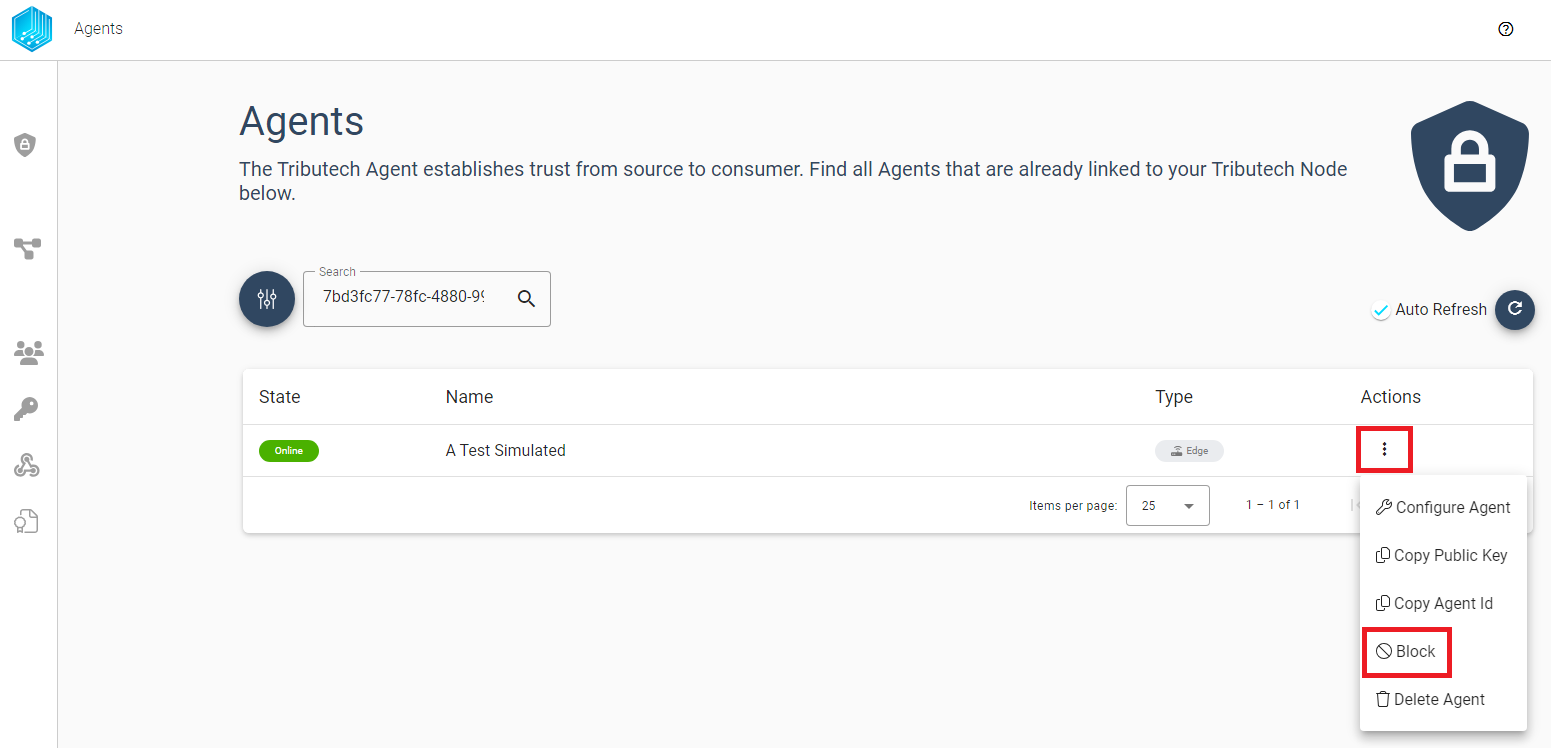 Agents
Agents
The Tributech Agent establishes trust from source to consumer. Find all Agents that are already linked to your Tributech Node
below.
Search
7bd3fc77-78fc-4880-99
Auto Refresh
State Name Type Actions
Online A Test Simulated Edge
Items per page: 25 1 – 1 of 1
Configure Agent
Copy Public Key
Copy Agent Id
Block
Delete Agent